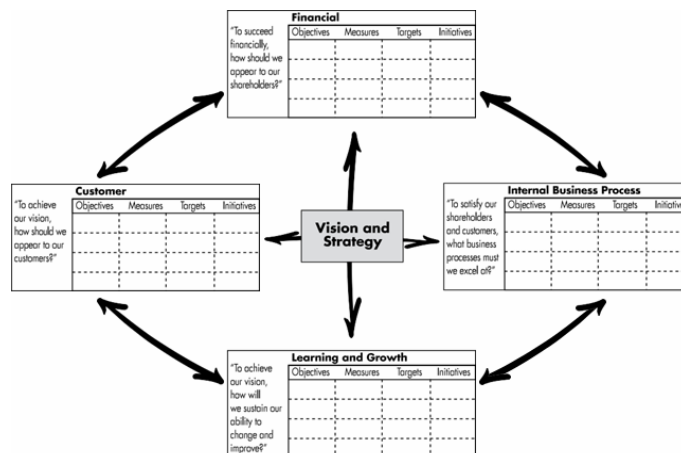 Financial
"To succeed
financially,
how should we
appear to our
shareholders?"
Objectives Measures Targets Initiatives
Customer
"To achieve
our vision,
how should we
appear to our
customers?"
Objectives Measures Targets Initiatives
Vision and
Strategy
Internal Business Process
"To satisfy our
shareholders
and customers,
what business
processes must
we excel at?"
Objectives Measures Targets Initiative
Learning and Growth
"To achieve
our vision,
how will
we sustain our
ability to
change and
improve?"
Objectives Measures Targets Initiatives